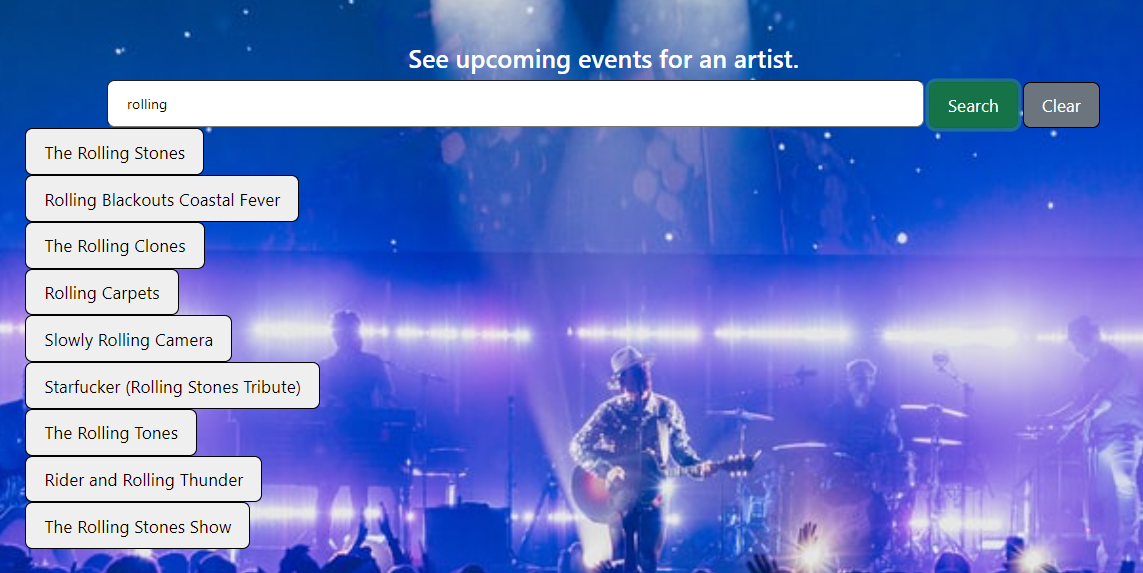 See upcoming events for an artist.
rolling
Search
Clear
The Rolling Stones
Rolling Blackouts Coastal Fever
The Rolling Clones
Rolling Carpets
Slowly Rolling Camera
Starfucker (Rolling Stones Tribute)
The Rolling Tones
Rider and Rolling Thunder
The Rolling Stones Show